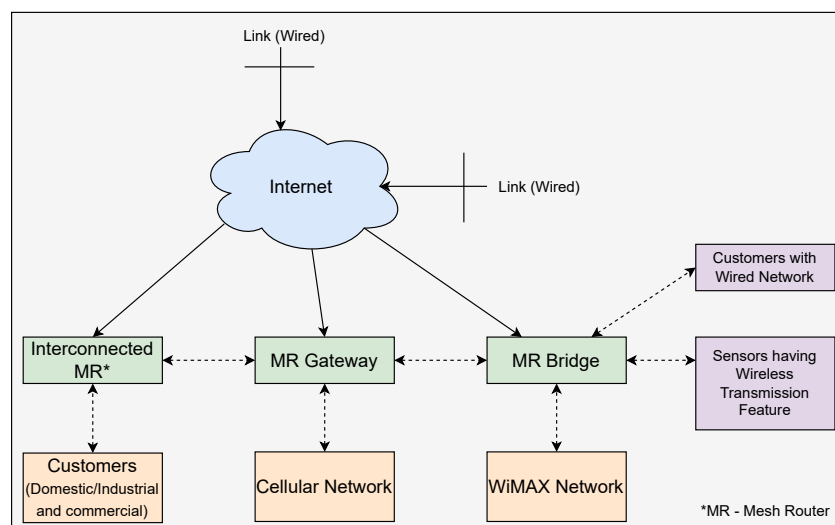 Link (Wired)
Internet
Link (Wired)
Customers with
Wired Network
Interconnected
MR*
MR Gateway
MR Bridge
Sensors having
Wireless
Transmission
Feature
Customers
(Domestic/Industrial
and commercial)
Cellular Network
WiMAX Network
*MR - Mesh Router